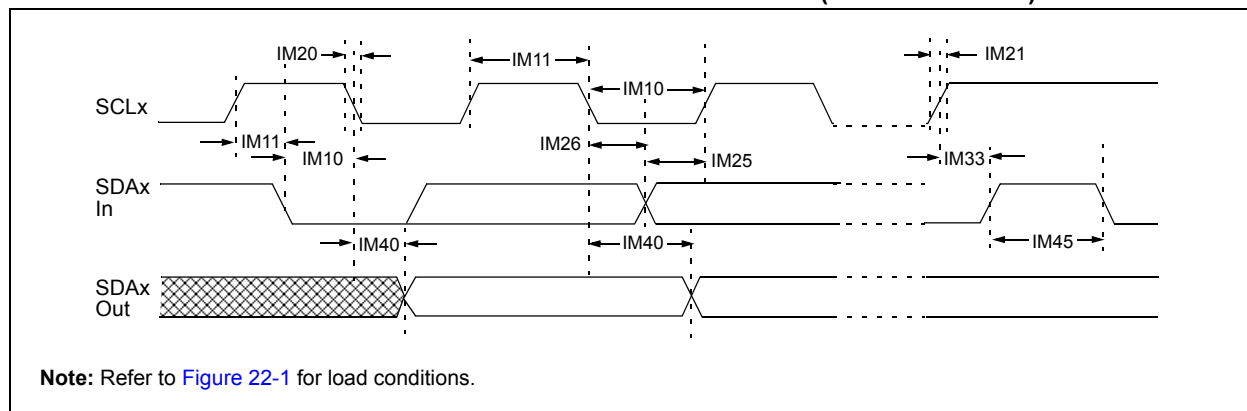 IM20
IM11
IM21
IM10
SCLx
IM11
IM26
IM10
IM25
IM33
SDAx
In
IM40
IM40
IM45
SDAx
Out
Note: Refer to Figure 22-1 for load conditions.